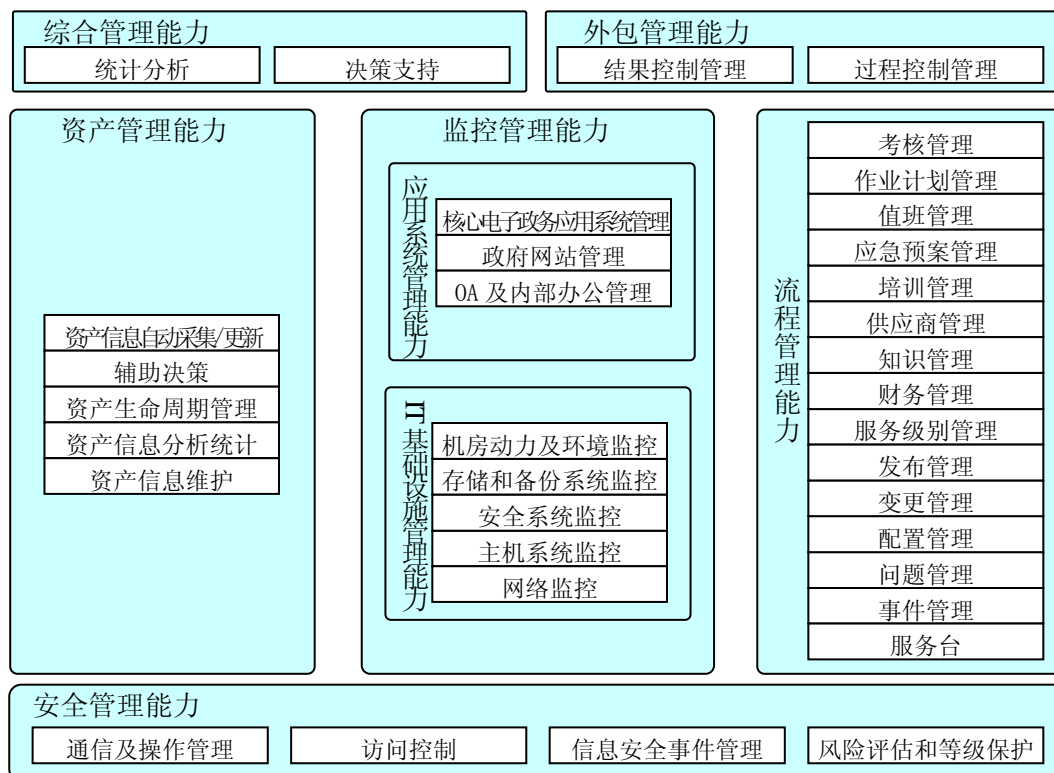 综合管理能力
统计分析
决策支持
外包管理能力
结果控制管理
过程控制管理
资产管理能力
资产信息自动采集/更新
辅助决策
资产生命周期管理
资产信息分析统计
资产信息维护
监控管理能力
应用系统管理能力
核心电子政务应用系统管理
政府网站管理
OA 及内部办公管理
IT基础设施管理能力
机房动力及环境监控
存储和备份系统监控
安全系统监控
主机系统监控
网络监控
流程管理能力
考核管理
作业计划管理
值班管理
应急预案管理
培训管理
供应商管理
知识管理
财务管理
服务级别管理
发布管理
变更管理
配置管理
问题管理
事件管理
服务台
安全管理能力
通信及操作管理
访问控制
信息安全事件管理
风险评估和等级保护